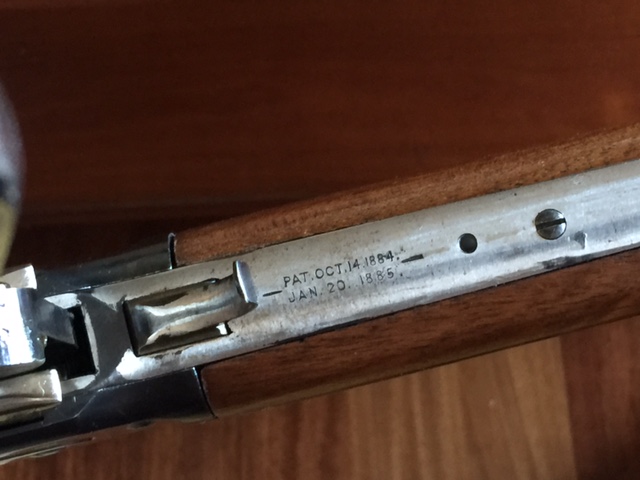 —PAT. OCT. 14. 1884.—
JAN. 20. 1885.